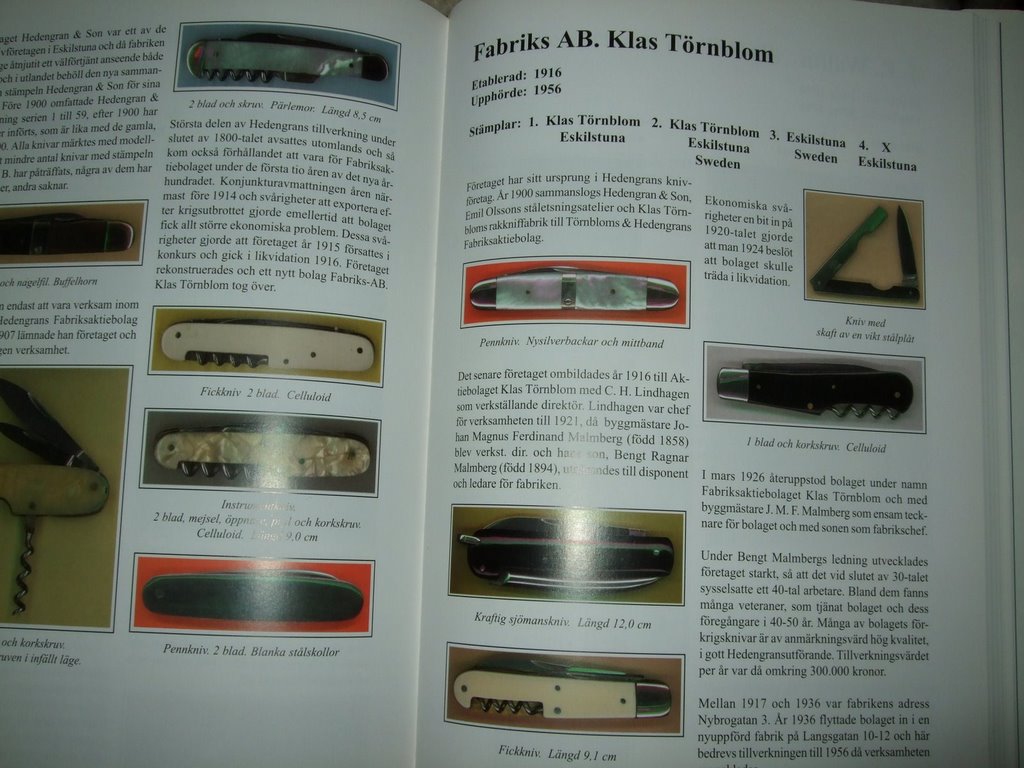 aget Hedengran & Son var ett av de
vföretagen i Eskilstuna och då fabriken
ge åtnjutit ett välförtjänt anseende både
och i utlandet behöll den nya samman-
n stämpeln Hedengran & Son för sina
Före 1900 omfattade Hedengran &
ning serien 1 till 59, efter 1900 har
er införts, som är lika med de gamla,
00. Alla knivar märktes med modell-
t mindre antal knivar med stämpeln
B. har påträffats, några av dem har
er, andra saknar.
och nagelfil. Buffelhorn
n endast att vara verksam inom
Hedengrans Fabriksaktiebolag
907 lämnade han företaget och
gen verksamhet.
och korkskruv.
ruven i infällt läge.
2 blad och skruv. Pärlemor. Längd 8,5 cm
Största delen av Hedengrans tillverkning under
slutet av 1800-talet avsattes utomlands och så
kom också förhållandet att vara för Fabriksak-
tiebolaget under de första tio åren av det nya år-
hundradet. Konjunkturavmattningen åren när-
mast före 1914 och svårigheter att exportera ef-
ter krigsutbrottet gjorde emellertid att bolaget
fick allt större ekonomiska problem. Dessa svå-
righeter gjorde att företaget år 1915 försattes i
konkurs och gick i likvidation 1916. Företaget
rekonstruerades och ett nytt bolag Fabriks-AB.
Klas Törnblom tog över.
Fickkniv 2 blad. Celluloid
2 blad, mejsel, öppnare, pryl och korkskruv.
Celluloid. Längd 9,0 cm
Pennkniv. 2 blad. Blanka stålskollor
Fabriks AB. Klas Törnblom
Etablerad: 1916
Upphörde: 1956
Stämplar: 1. Klas Törnblom 2. Klas Törnblom 3. Eskilstuna 4. X
Eskilstuna Eskilstuna Sweden Eskilstuna
Sweden
Företaget har sitt ursprung i Hedengrans kniv-
företag. År 1900 sammanslogs Hedengran & Son,
Emil Olssons ståletsningsatelier och Klas Törn-
bloms rakkniffabrik till Törnbloms & Hedengrans
Fabriksaktiebolag.
Pennkniv. Nysilverbackar och mittband
Det senare företaget ombildades år 1916 till Ak-
tiebolaget Klas Törnblom med C. H. Lindhagen
som verkställande direktör. Lindhagen var chef
för verksamheten till 1921, då byggmästare Jo-
han Magnus Ferdinand Malmberg (född 1858)
blev verkst. dir. och hans son, Bengt Ragnar
Malmberg (född 1894), utsändes till disponent
och ledare för fabriken.
Kraftig sjömanskniv. Längd 12,0 cm
Fickkniv. Längd 9,1 cm
Ekonomiska svå-
righeter en bit in på
1920-talet gjorde
att man 1924 beslöt
att bolaget skulle
träda i likvidation.
Kniv med
skaft av en vikt stålplåt
1 blad och korkskruv. Celluloid
I mars 1926 återuppstod bolaget under namn
Fabriksaktiebolaget Klas Törnblom och med
byggmästare J. M. F. Malmberg som ensam teck-
nare för bolaget och med sonen som fabrikschef.
Under Bengt Malmbergs ledning utvecklades
företaget starkt, så att det vid slutet av 30-talet
sysselsatte ett 40-tal arbetare. Bland dem fanns
många veteraner, som tjänat bolaget och dess
föregångare i 40-50 år. Många av bolagets för-
krigsknivar är av anmärkningsvärd hög kvalitet,
i gott Hedengransutförande. Tillverkningsvärdet
per år var då omkring 300.000 kronor.
Mellan 1917 och 1936 var fabrikens adress
Nybrogatan 3. År 1936 flyttade bolaget in i en
nyuppförd fabrik på Langsgatan 10-12 och här
bedrevs tillverkningen till 1956 då verksamheten